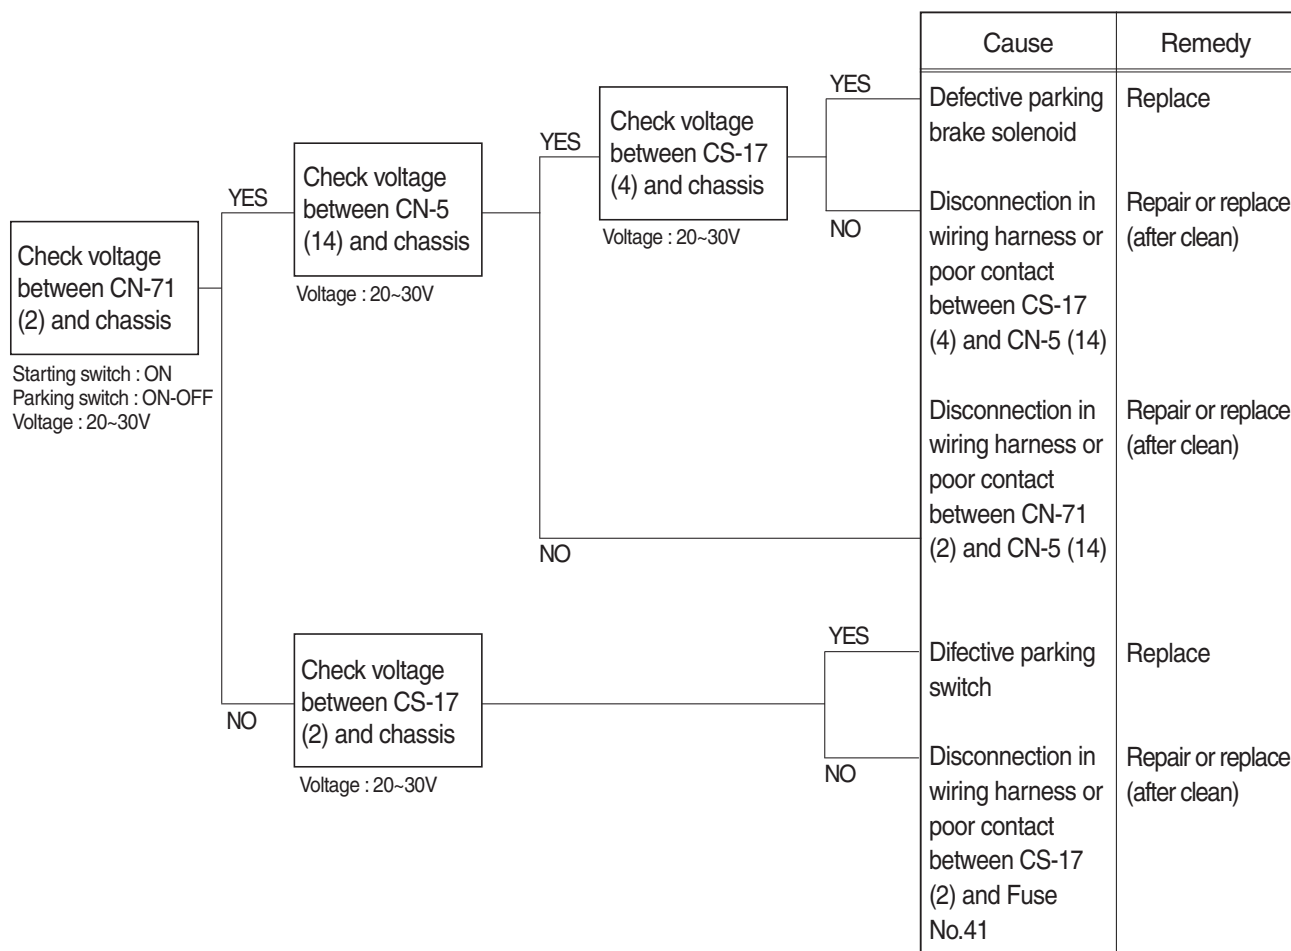 Check voltage
between CN-71
(2) and chassis
Starting switch : ON
Parking switch : ON-OFF
Voltage : 20~30V
YES
Check voltage
between CN-5
(14) and chassis
Voltage : 20~30V
YES
Check voltage
between CS-17
(4) and chassis
Voltage : 20~30V
YES
NO
NO
NO
Check voltage
between CS-17
(2) and chassis
Voltage : 20~30V
YES
NO
Cause Remedy
Defective parking Replace
brake solenoid
Disconnection in Repair or replace
wiring harness or (after clean)
poor contact
between CS-17
(4) and CN-5 (14)
Disconnection in Repair or replace
wiring harness or (after clean)
poor contact
between CN-71
(2) and CN-5 (14)
Difective parking Replace
switch
Disconnection in Repair or replace
wiring harness or (after clean)
poor contact
between CS-17
(2) and Fuse
No.41